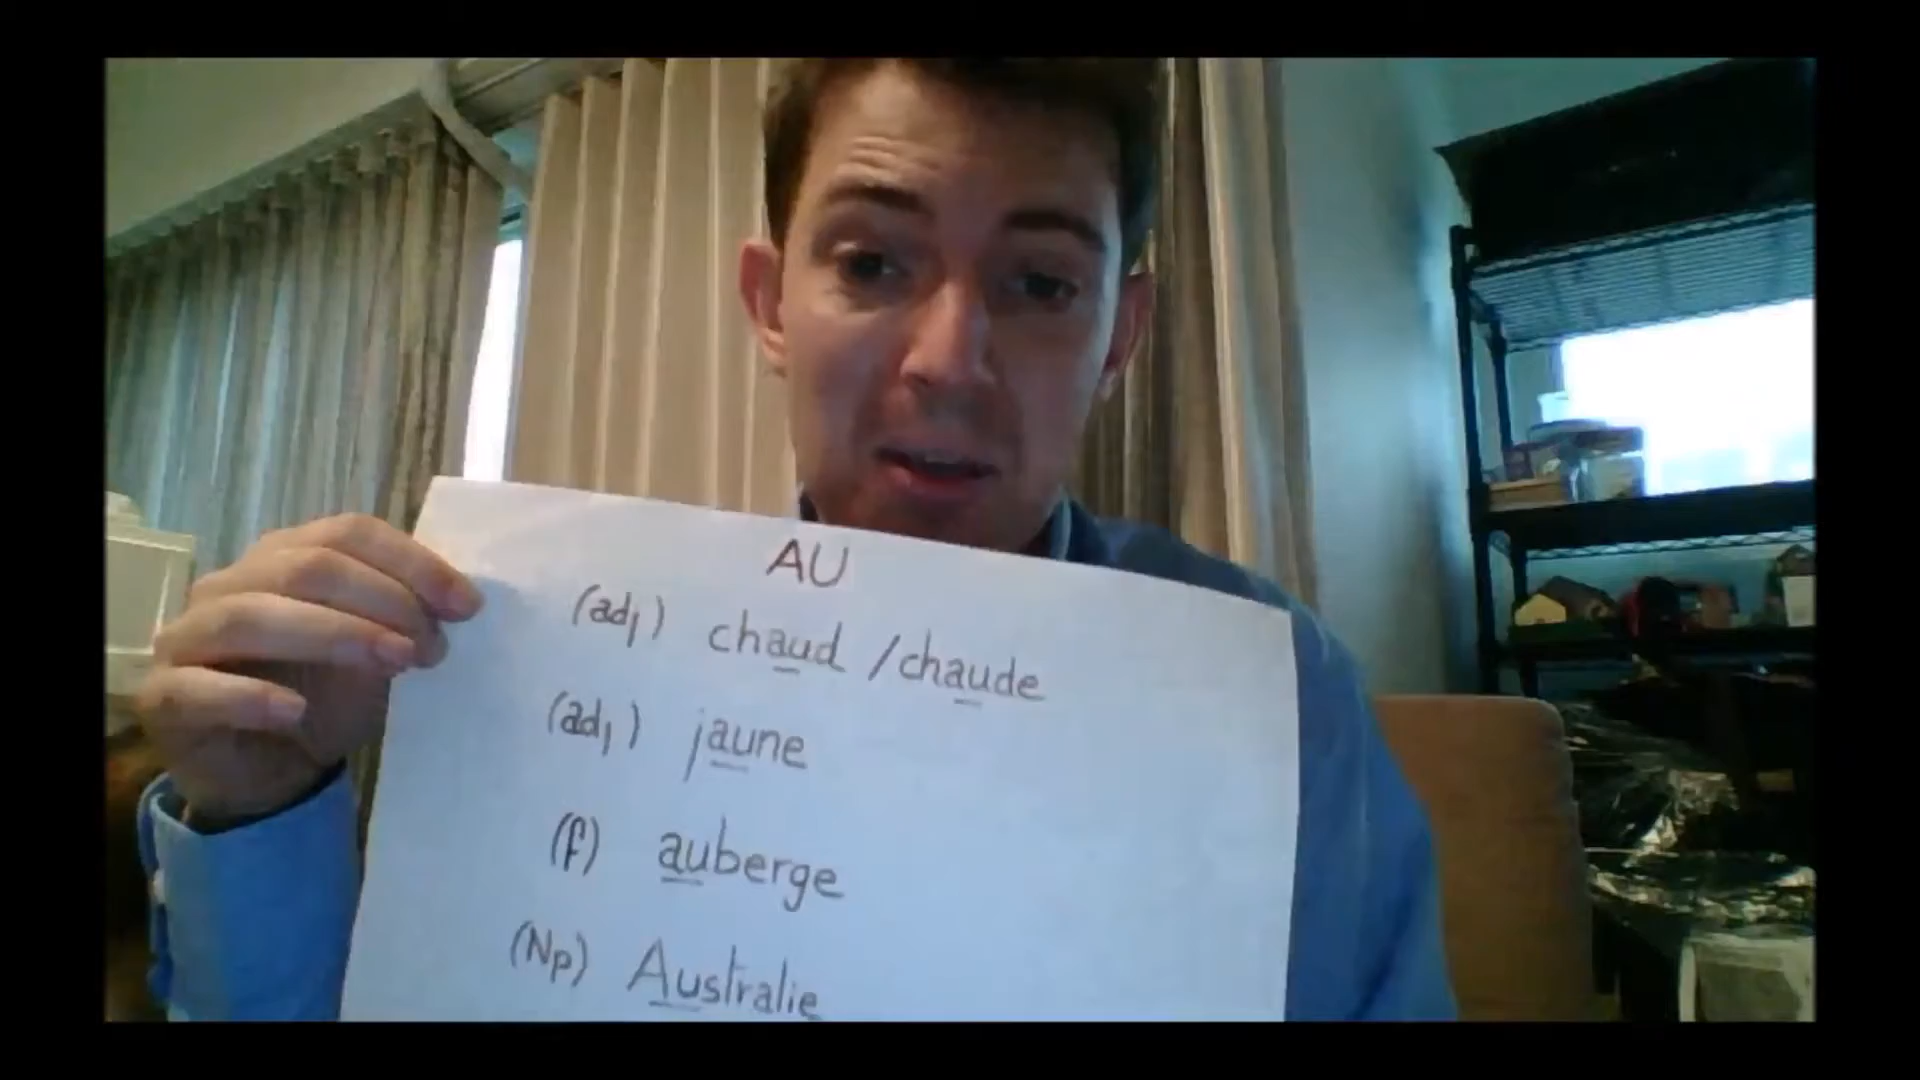 AU
(adj) chaud / chaude
(adj) jaune
(f) auberge
(Np) Australie